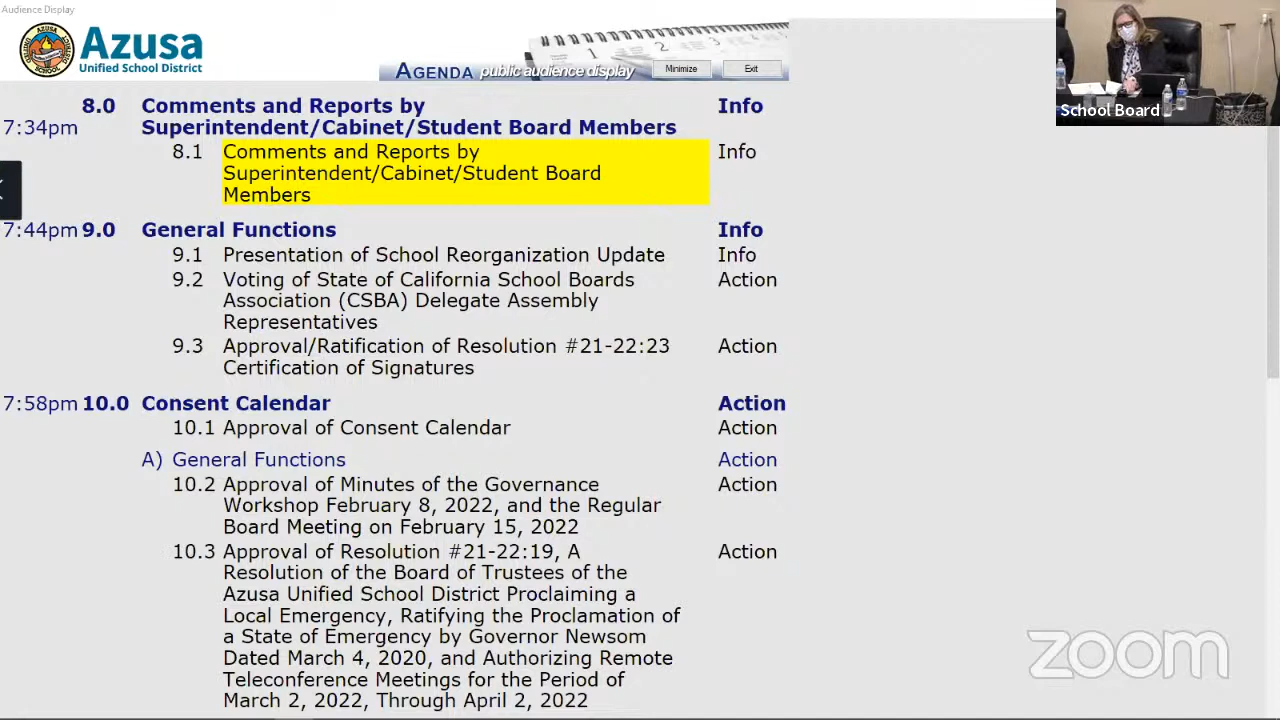 Audience Display
Azusa
Unified School District
AGENDA public audience display
Minimize
Exit
School Board
8.0 Comments and Reports by Info
7:34pm Superintendent/Cabinet/Student Board Members
8.1 Comments and Reports by Info
Superintendent/Cabinet/Student Board
Members
7:44pm 9.0 General Functions Info
9.1 Presentation of School Reorganization Update Info
9.2 Voting of State of California School Boards Action
Association (CSBA) Delegate Assembly
Representatives
9.3 Approval/Ratification of Resolution #21-22:23 Action
Certification of Signatures
7:58pm 10.0 Consent Calendar Action
10.1 Approval of Consent Calendar Action
A) General Functions Action
10.2 Approval of Minutes of the Governance Action
Workshop February 8, 2022, and the Regular
Board Meeting on February 15, 2022
10.3 Approval of Resolution #21-22:19, A Action
Resolution of the Board of Trustees of the
Azusa Unified School District Proclaiming a
Local Emergency, Ratifying the Proclamation of
a State of Emergency by Governor Newsom
Dated March 4, 2020, and Authorizing Remote
Teleconference Meetings for the Period of
March 2, 2022, Through April 2, 2022
zoom